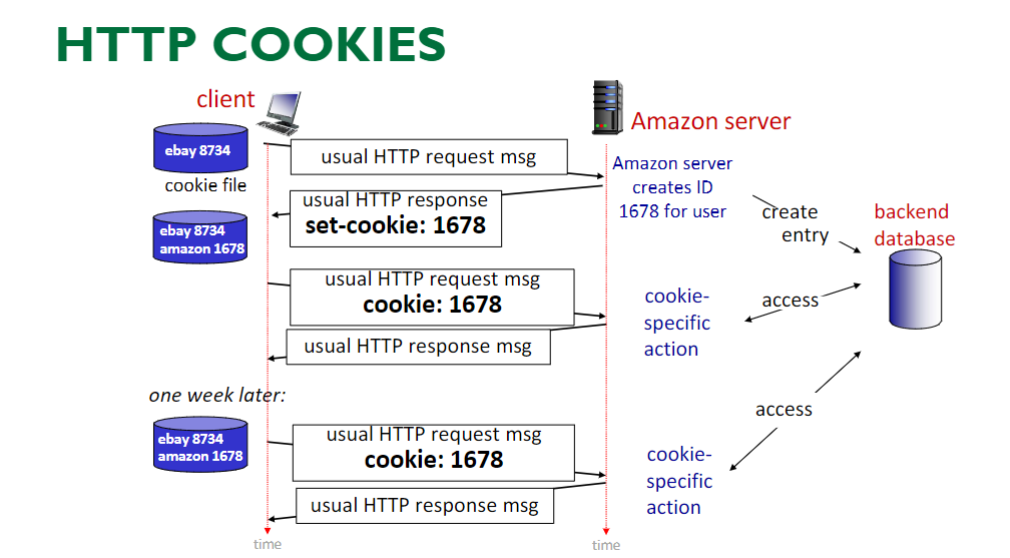 HTTP COOKIES
client
Amazon server
ebay 8734
cookie file
usual HTTP request msg
Amazon server
creates ID
1678 for user
usual HTTP response
set-cookie: 1678
create
entry
backend
database
ebay 8734
amazon 1678
usual HTTP request msg
cookie: 1678
cookie-
specific
action
access
usual HTTP response msg
one week later:
ebay 8734
amazon 1678
usual HTTP request msg
cookie: 1678
cookie-
specific
action
access
usual HTTP response msg
time
time